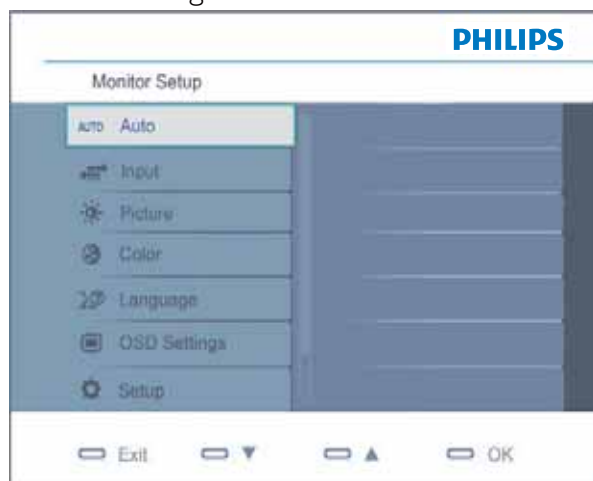 PHILIPS
Monitor Setup
AUTO Auto
Input
Picture
Color
Language
OSD Settings
Setup
Exit ▼ ▲ OK